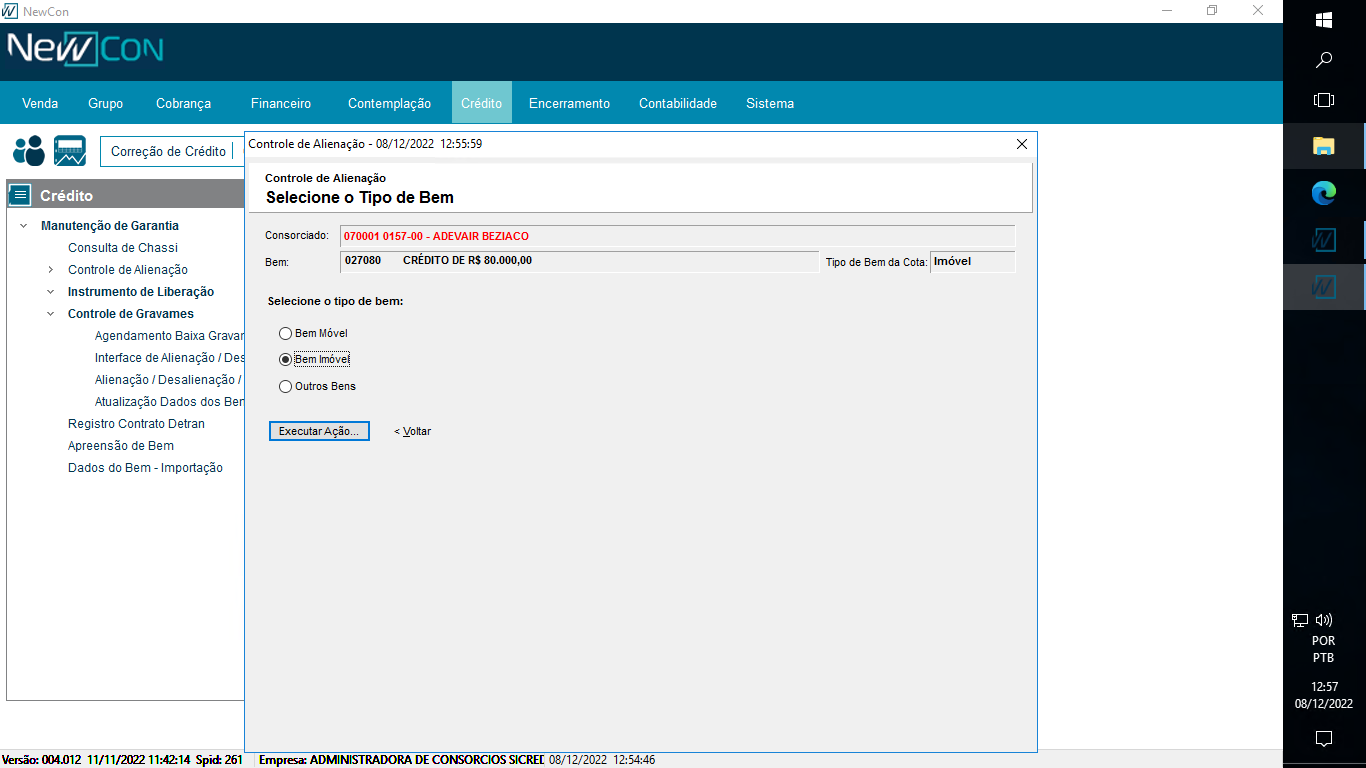 NewCon
NewCon
Venda Grupo Cobrança Financeiro Contemplação Crédito Encerramento Contabilidade Sistema
Correção de Crédito
Crédito
Manutenção de Garantia
Consulta de Chassi
Controle de Alienação
Instrumento de Liberação
Controle de Gravames
Agendamento Baixa Gravar
Interface de Alienação / Des
Alienação / Desalienação /
Atualização Dados dos Ber
Registro Contrato Detran
Apreensão de Bem
Dados do Bem - Importação
Controle de Alienação - 08/12/2022 12:55:59
Controle de Alienação
Selecione o Tipo de Bem
Consorciado: 070001 0157-00 - ADEVAIR BEZIACO
Bem: 027080 CRÉDITO DE R$ 80.000,00 Tipo de Bem da Cota: Imóvel
Selecione o tipo de bem:
Bem Móvel
Bem Imóvel
Outros Bens
Executar Ação... < Voltar
Versão: 004.012 11/11/2022 11:42:14 Spid: 261 Empresa: ADMINISTRADORA DE CONSORCIOS SICRED 08/12/2022 12:54:46
POR
PTB
12:57
08/12/2022